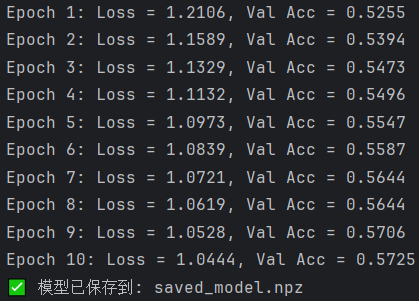 Epoch 1: Loss = 1.2106, Val Acc = 0.5255
Epoch 2: Loss = 1.1589, Val Acc = 0.5394
Epoch 3: Loss = 1.1329, Val Acc = 0.5473
Epoch 4: Loss = 1.1132, Val Acc = 0.5496
Epoch 5: Loss = 1.0973, Val Acc = 0.5547
Epoch 6: Loss = 1.0839, Val Acc = 0.5587
Epoch 7: Loss = 1.0721, Val Acc = 0.5644
Epoch 8: Loss = 1.0619, Val Acc = 0.5644
Epoch 9: Loss = 1.0528, Val Acc = 0.5706
Epoch 10: Loss = 1.0444, Val Acc = 0.5725
✅ 模型已保存到: saved_model.npz